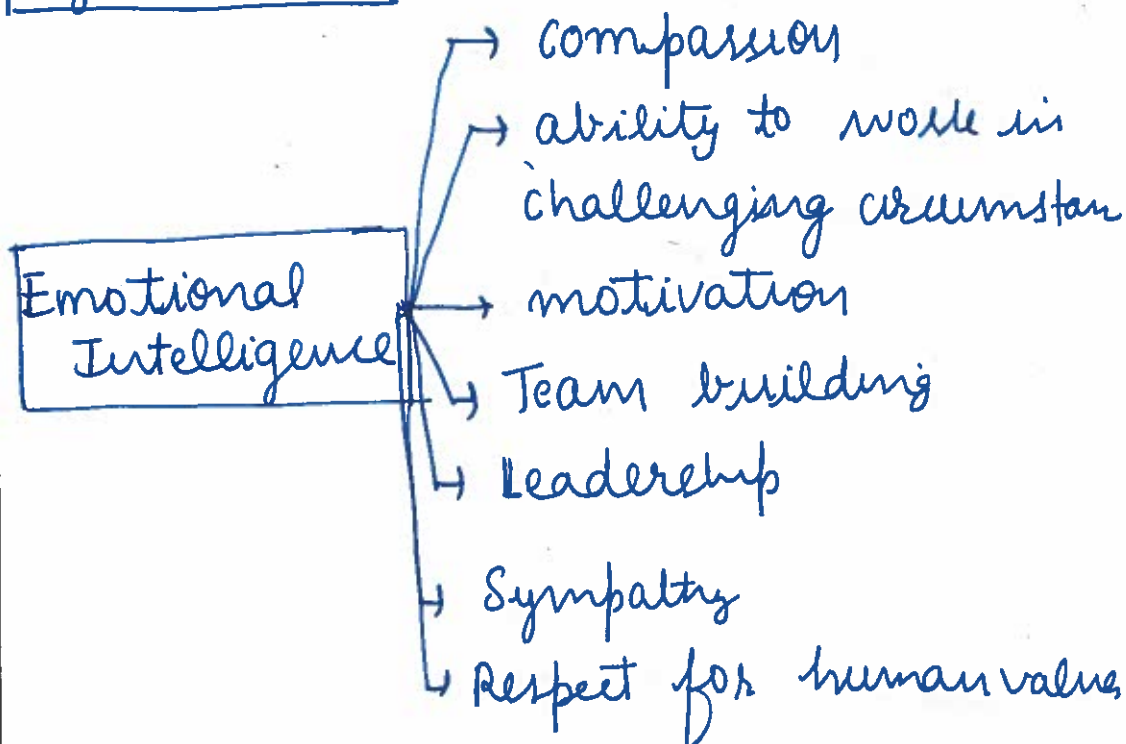 compassion
ability to work in
challenging circumstan
motivation
Emotional
Intelligence
Team building
Leadership
Sympathy
Respect for human values